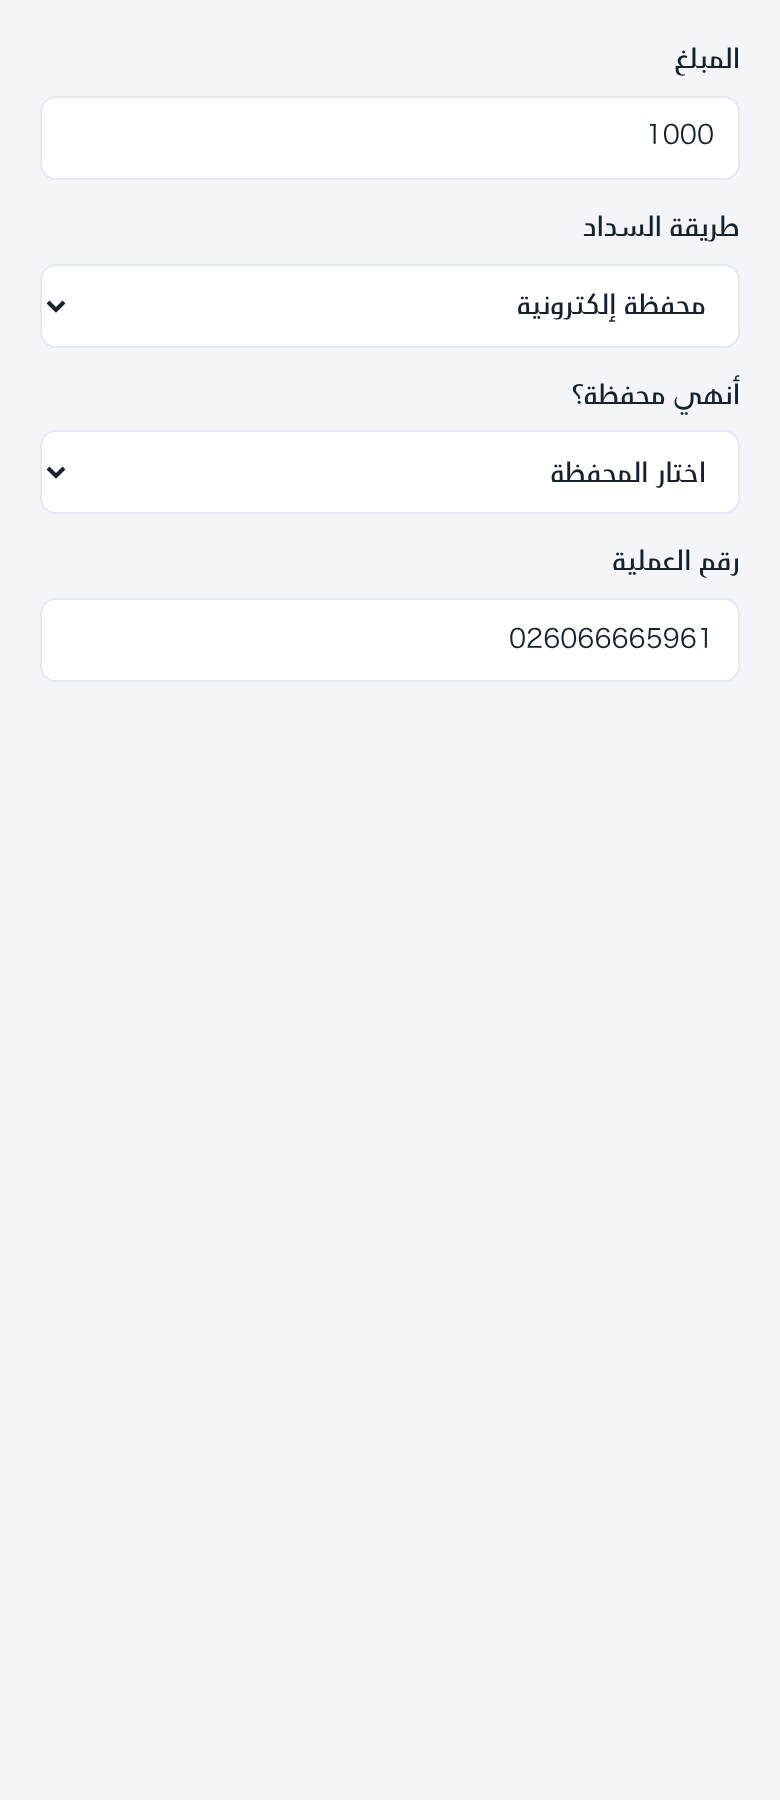 المبلغ
1000
طريقة السداد
محفظة إلكترونية
أنهي محفظة؟
اختار المحفظة
رقم العملية
026066665961